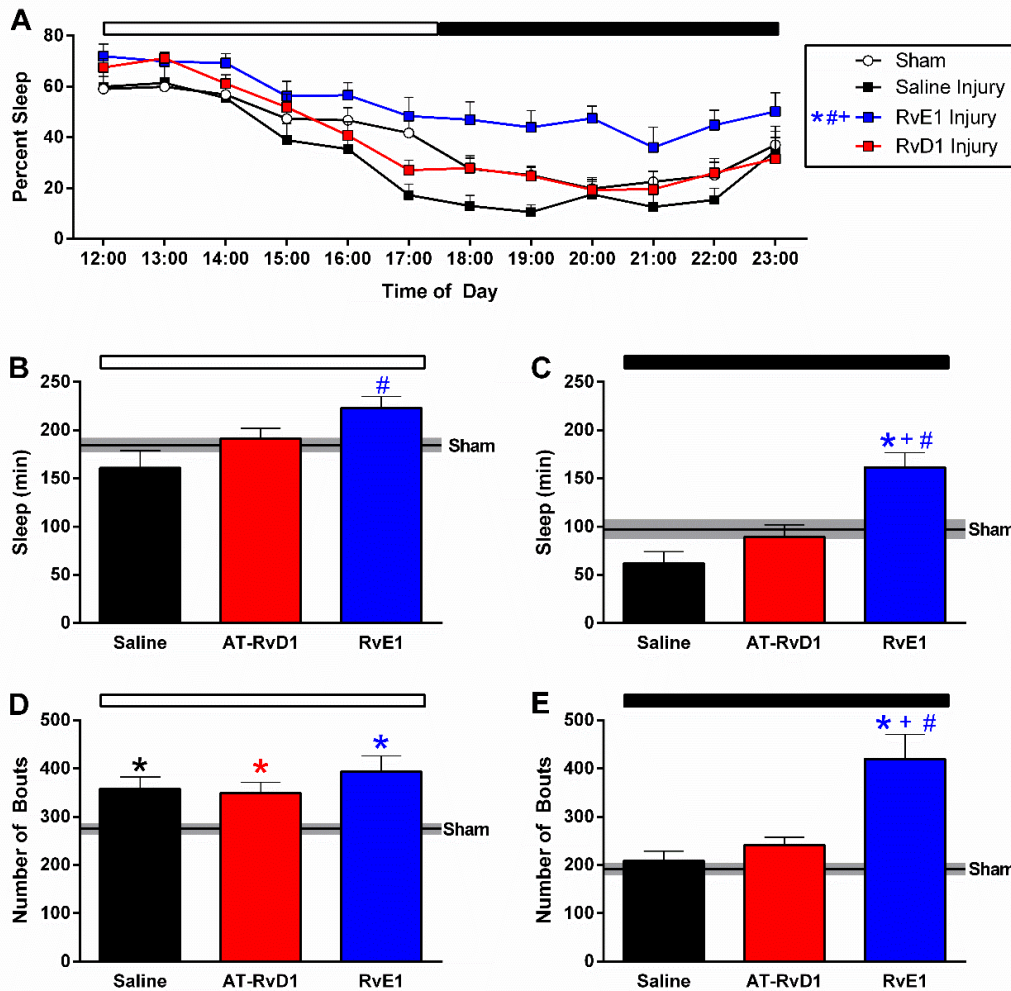 A
80
60
40
20
0
Percent Sleep
12:00 13:00 14:00 15:00 16:00 17:00 18:00 19:00 20:00 21:00 22:00 23:00
Time of Day
Sham
Saline Injury
*#+ RvE1 Injury
RvD1 Injury
B
250
200
150
100
50
0
Sleep (min)
#
Sham
Saline AT-RvD1 RvE1
C
250
200
150
100
50
0
Sleep (min)
* + #
Sham
Saline AT-RvD1 RvE1
D
500
400
300
200
100
0
Number of Bouts
* * *
Sham
Saline AT-RvD1 RvE1
E
500
400
300
200
100
0
Number of Bouts
* + #
Sham
Saline AT-RvD1 RvE1